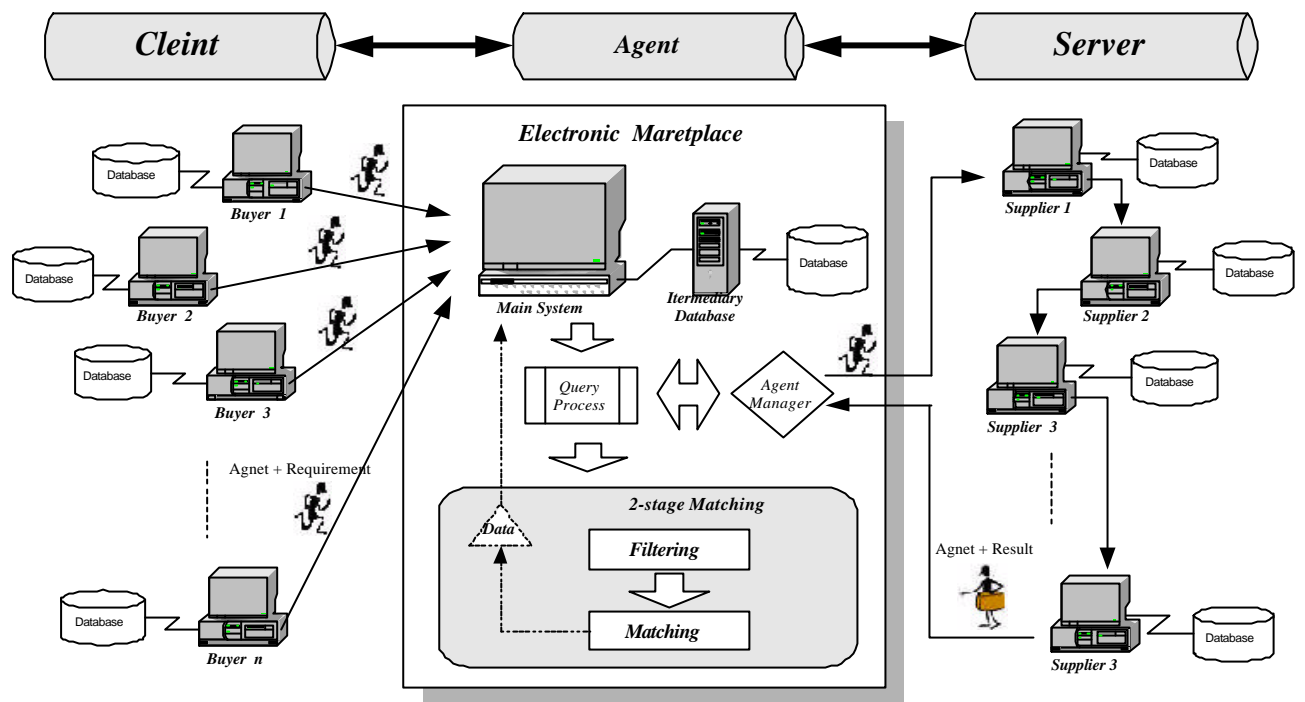 Cleint
Agent
Server
Electronic Maretplace
Database
Buyer 1
Database
Buyer 2
Database
Buyer 3
Agnet + Requirement
Database
Buyer n
Main System
Itermediary
Database
Database
Query
Process
Agent
Manager
2-stage Matching
Data
Filtering
Matching
Database
Supplier 1
Database
Supplier 2
Database
Supplier 3
Agnet + Result
Database
Supplier 3